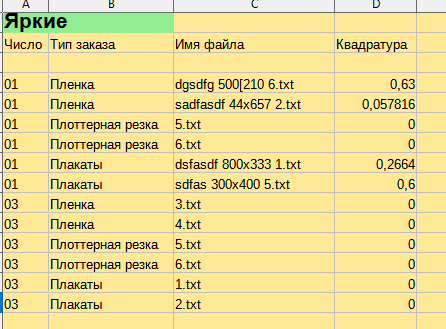 A B C D
Яркие
Число Тип заказа Имя файла Квадратура
01 Пленка dgsdfg 500[210 6.txt 0,63
01 Пленка sadfasdf 44x657 2.txt 0,057816
01 Плоттерная резка 5.txt 0
01 Плоттерная резка 6.txt 0
01 Плакаты dsfasdf 800x333 1.txt 0,2664
01 Плакаты sdfas 300x400 5.txt 0,6
03 Пленка 3.txt 0
03 Пленка 4.txt 0
03 Плоттерная резка 5.txt 0
03 Плоттерная резка 6.txt 0
03 Плакаты 1.txt 0
03 Плакаты 2.txt 0